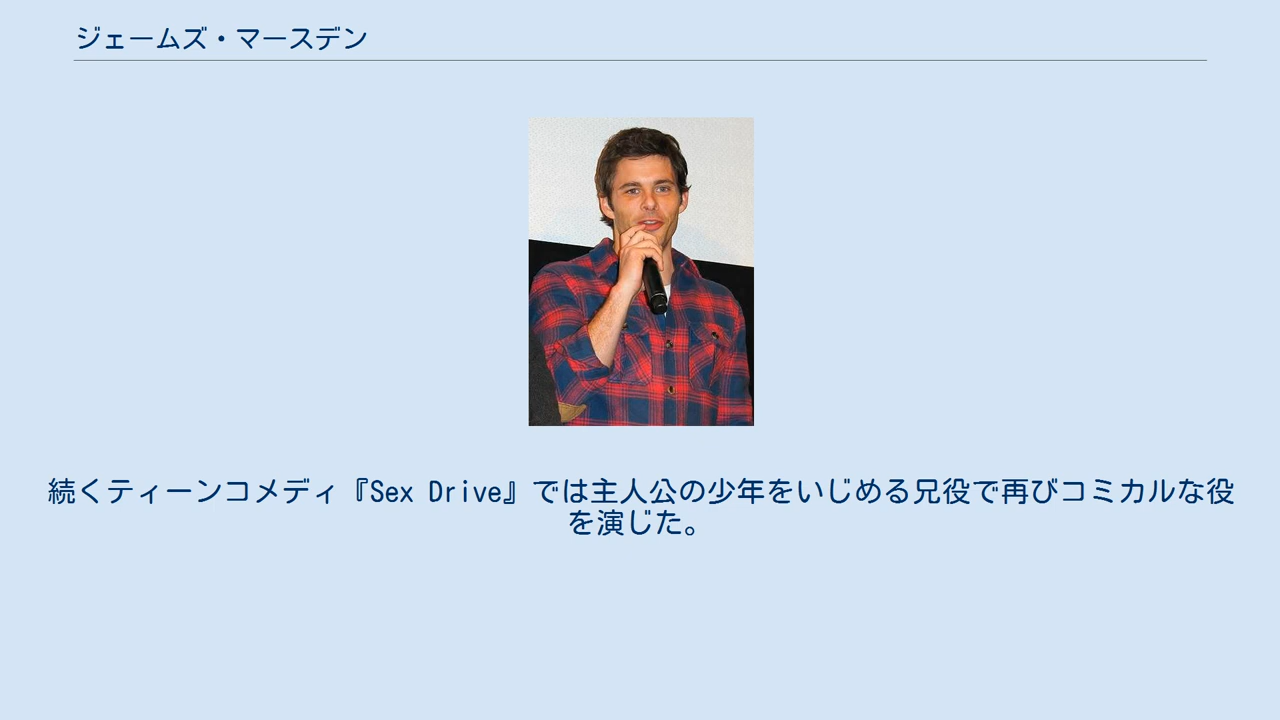 ジェームズ・マースデン
続くティーンコメディ『Sex Drive』では主人公の少年をいじめる兄役で再びコミカルな役
を演じた。